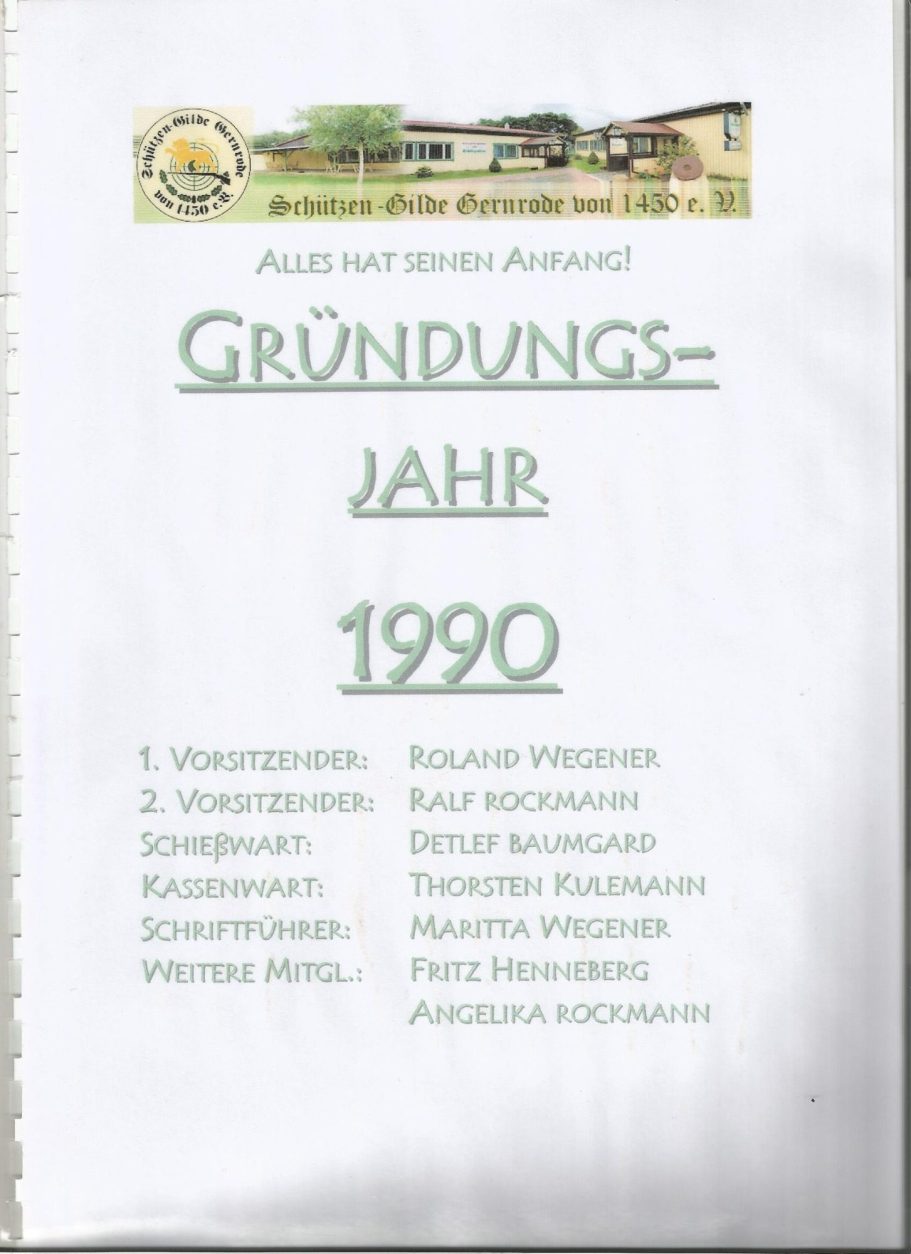 Schützen-Gilde Gernrode
von 1450 e.V.
Schützen-Gilde Gernrode von 1450 e. V.
ALLES HAT SEINEN ANFANG!
GRÜNDUNGS-
JAHR
1990
1. VORSITZENDER: ROLAND WEGENER
2. VORSITZENDER: RALF ROCKMANN
SCHIEßWART: DETLEF BAUMGARD
KASSENWART: THORSTEN KULEMANN
SCHRIFTFÜHRER: MARITTA WEGENER
WEITERE MITGL.: FRITZ HENNEBERG
ANGELIKA ROCKMANN